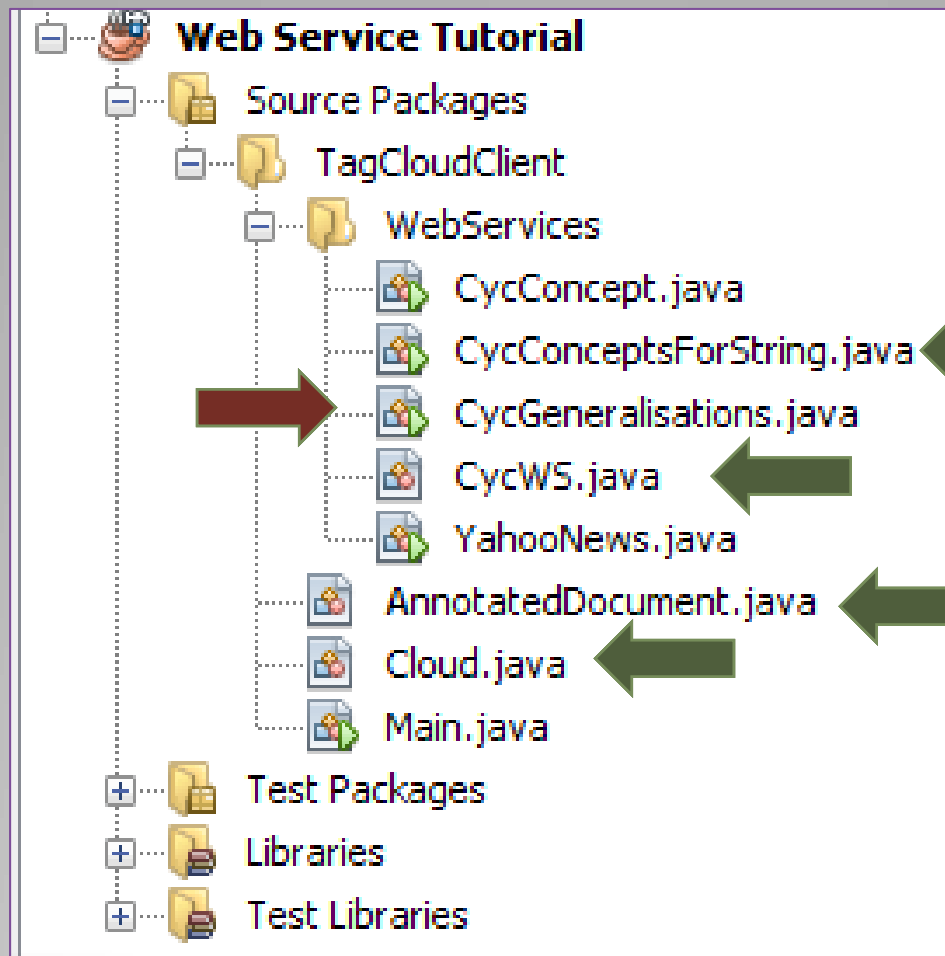 Web Service Tutorial
Source Packages
TagCloudClient
WebServices
CycConcept.java
CycConceptsForString.java
CycGeneralisations.java
CycWS.java
YahooNews.java
AnnotatedDocument.java
Cloud.java
Main.java
Test Packages
Libraries
Test Libraries